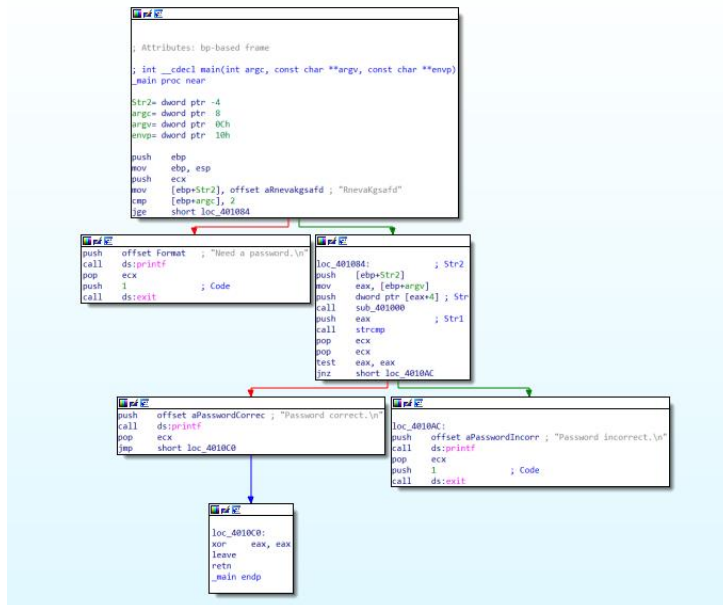 ; Attributes: bp-based frame
; int __cdecl main(int argc, const char **argv, const char **envp)
_main proc near
Str2= dword ptr -4
argc= dword ptr 8
argv= dword ptr 0Ch
envp= dword ptr 10h
push ebp
mov ebp, esp
push ecx
mov [ebp+Str2], offset aRnevakgsafd ; "RnevaKgsafd"
cmp [ebp+argc], 2
jge short loc_401084
push offset Format ; "Need a password.\n"
call ds:printf
pop ecx
push 1 ; Code
call ds:exit
loc_401084: ; Str2
push [ebp+Str2]
mov eax, [ebp+argv]
push dword ptr [eax+4] ; Str
call sub_401000
push eax ; Str1
call strcmp
pop ecx
pop ecx
test eax, eax
jnz short loc_4010AC
push offset aPasswordCorrec ; "Password correct.\n"
call ds:printf
pop ecx
jmp short loc_4010C0
loc_4010AC:
push offset aPasswordIncorr ; "Password incorrect.\n"
call ds:printf
pop ecx
push 1 ; Code
call ds:exit
loc_4010C0:
xor eax, eax
leave
retn
_main endp